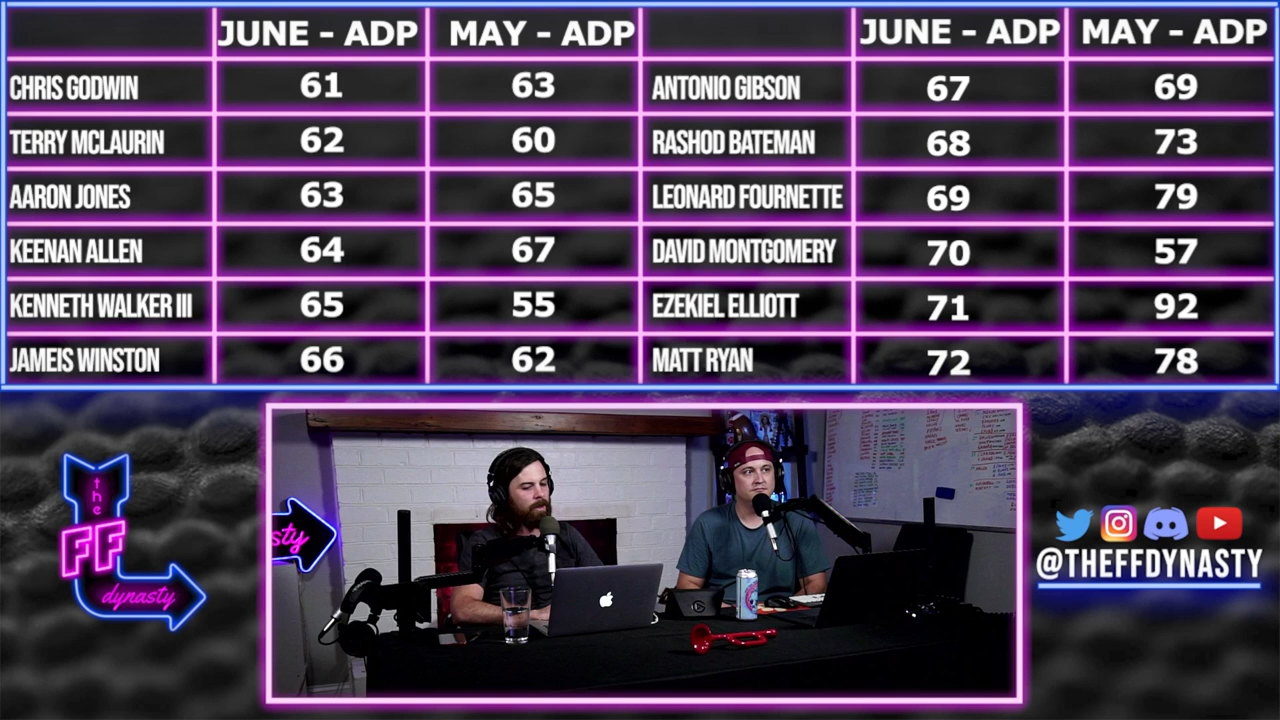 JUNE - ADP MAY - ADP JUNE - ADP MAY - ADP
CHRIS GODWIN 61 63 ANTONIO GIBSON 67 69
TERRY MCLAURIN 62 60 RASHOD BATEMAN 68 73
AARON JONES 63 65 LEONARD FOURNETTE 69 79
KEENAN ALLEN 64 67 DAVID MONTGOMERY 70 57
KENNETH WALKER III 65 55 EZEKIEL ELLIOTT 71 92
JAMEIS WINSTON 66 62 MATT RYAN 72 78
the
FF
dynasty
sty
@THEFFDYNASTY